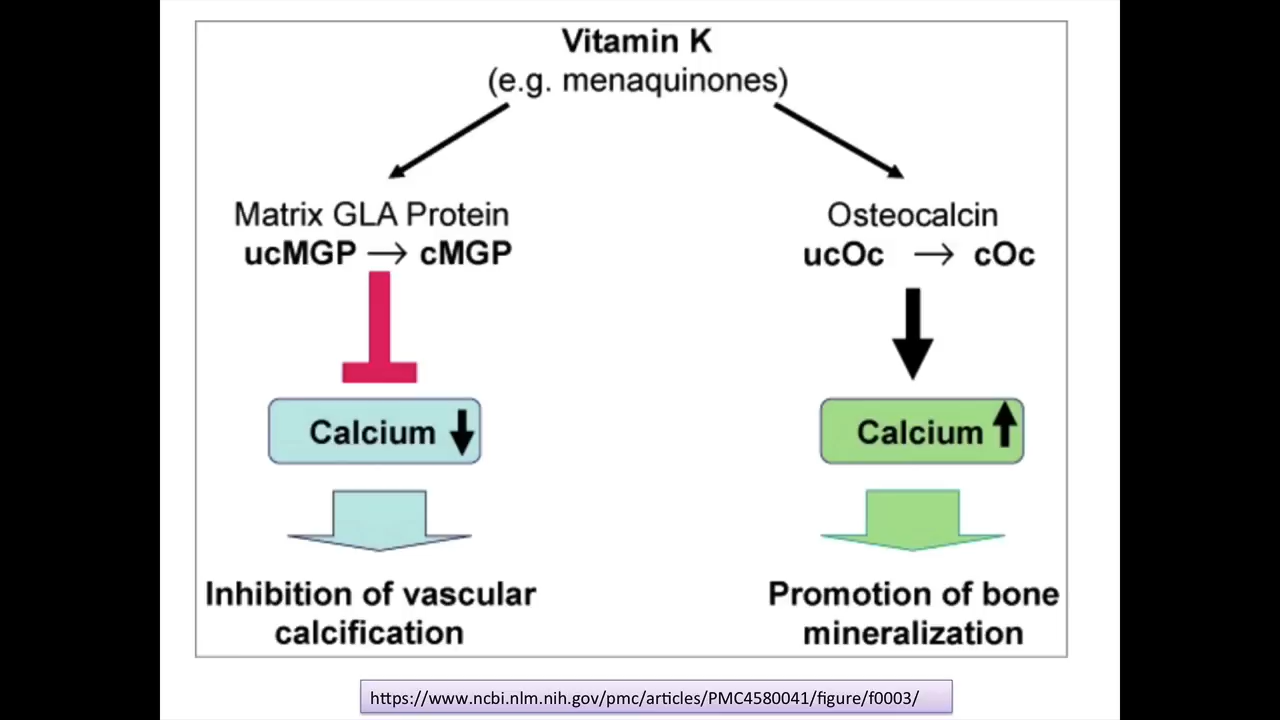 Vitamin K
(e.g. menaquinones)
Matrix GLA Protein
ucMGP → cMGP
Calcium
Inhibition of vascular
calcification
Osteocalcin
ucOc → cOc
Calcium
Promotion of bone
mineralization
https://www.ncbi.nlm.nih.gov/pmc/articles/PMC4580041/figure/f0003/